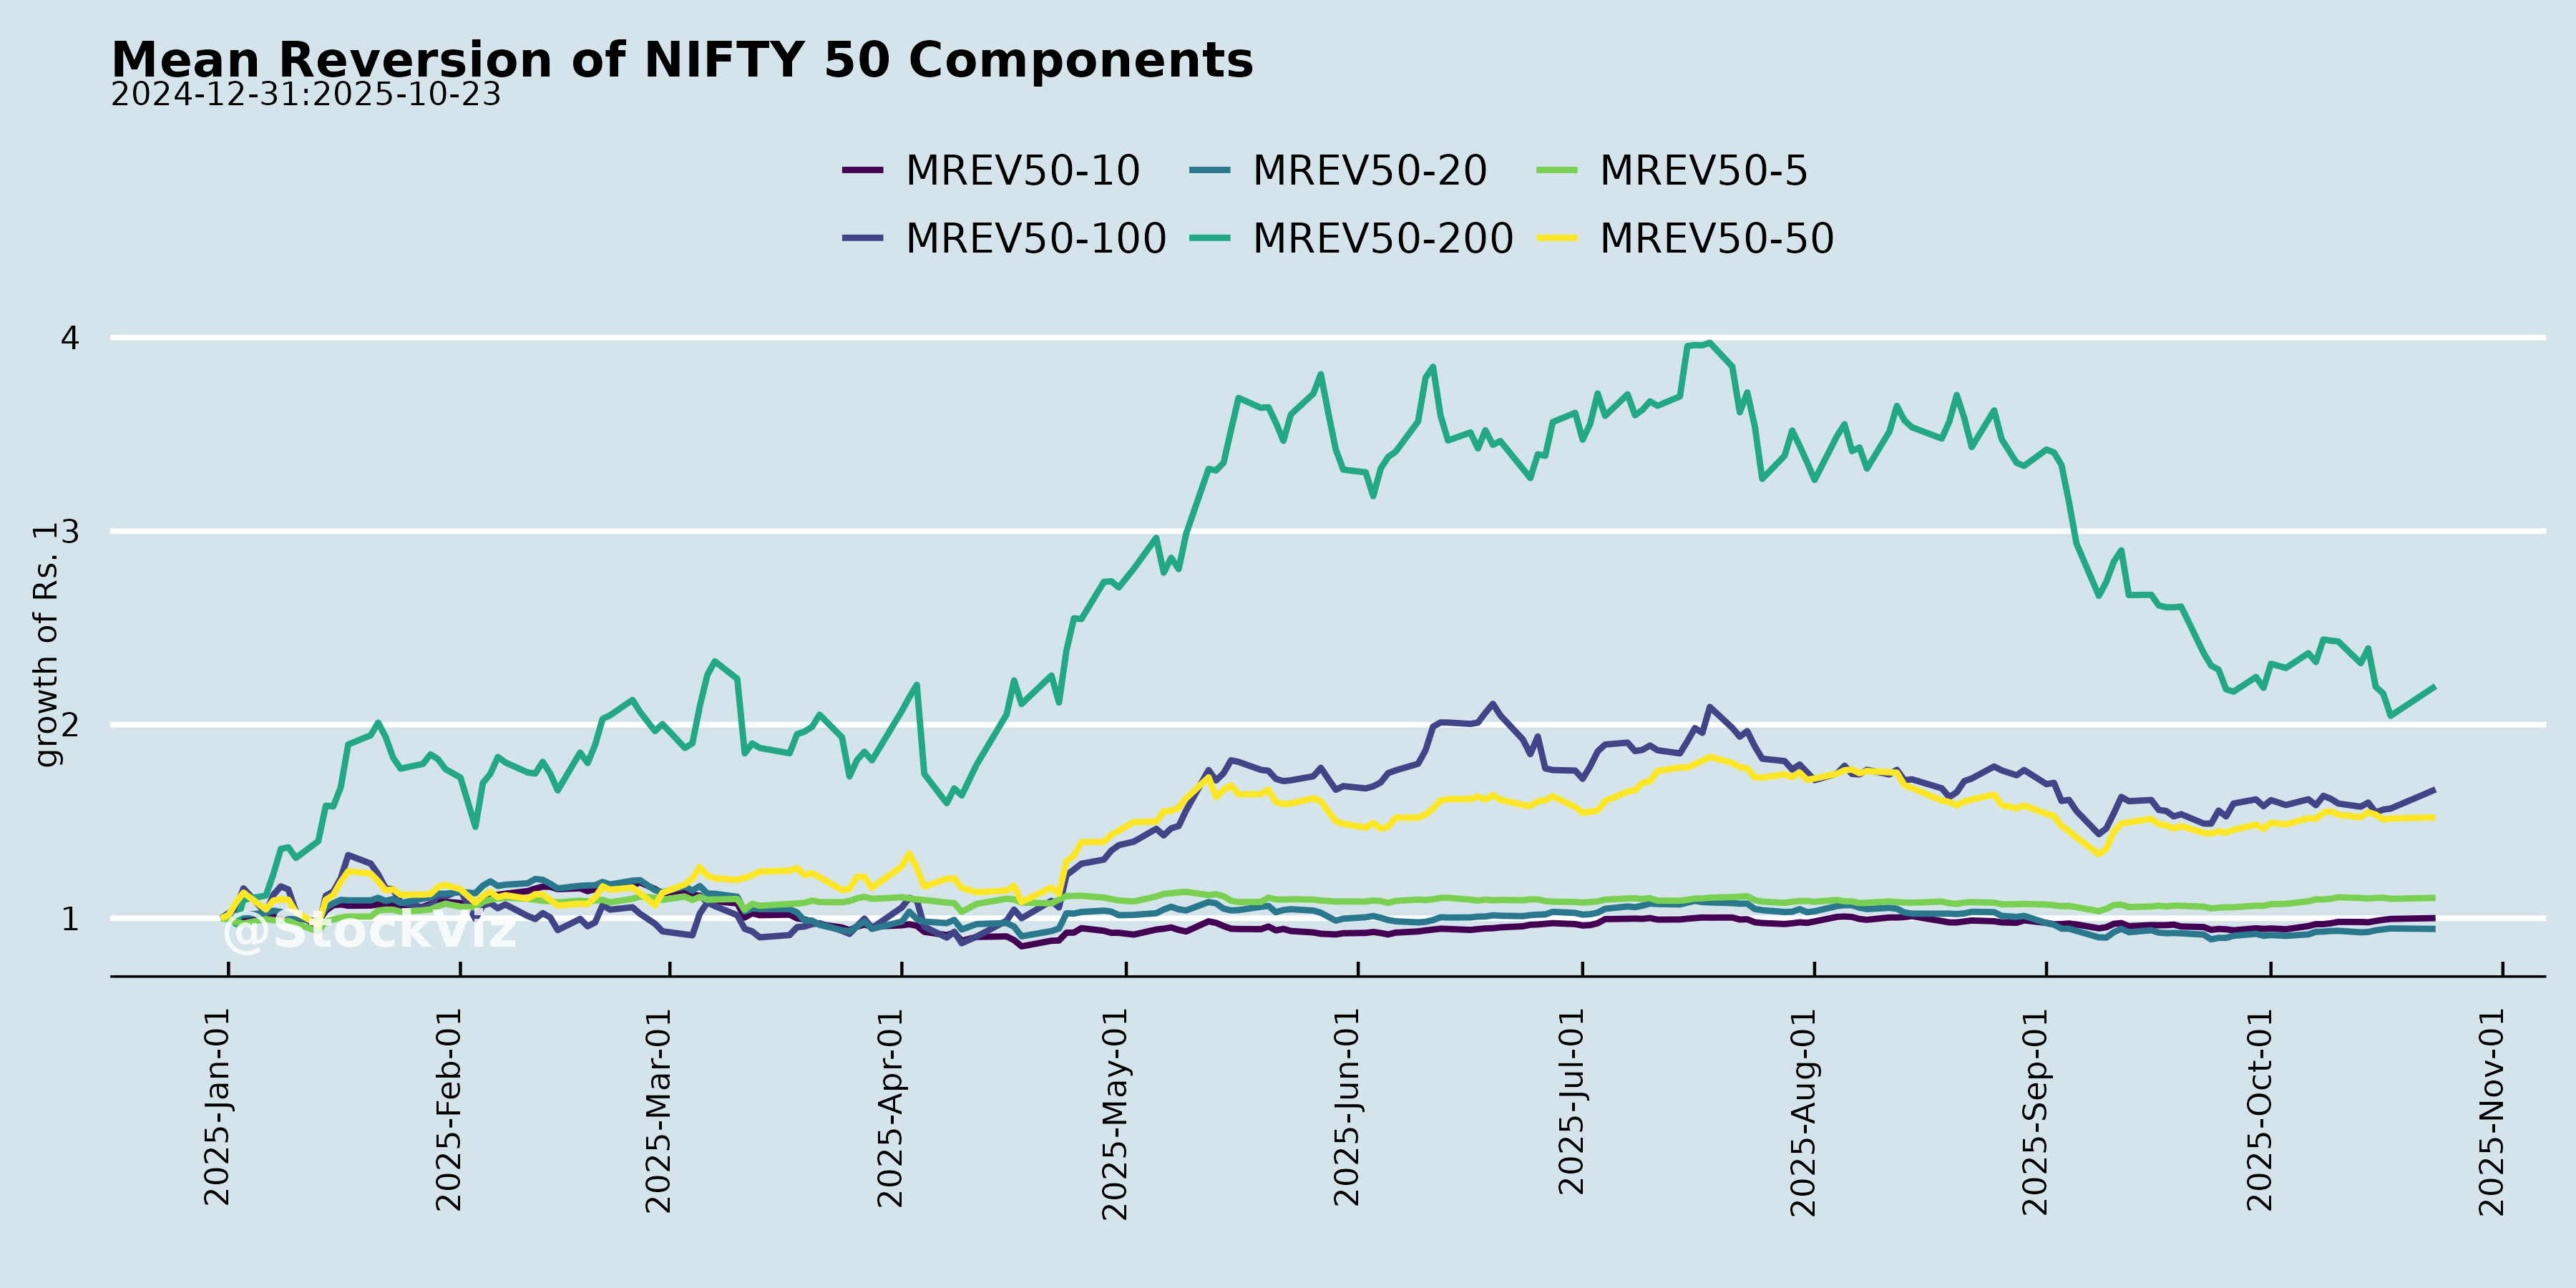 Mean Reversion of NIFTY 50 Components
2024-12-31:2025-10-23
MREV50-10 MREV50-20 MREV50-5
MREV50-100 MREV50-200 MREV50-50
growth of Rs. 1
4
3
2
1
@StockViz
2025-Jan-01
2025-Feb-01
2025-Mar-01
2025-Apr-01
2025-May-01
2025-Jun-01
2025-Jul-01
2025-Aug-01
2025-Sep-01
2025-Oct-01
2025-Nov-01